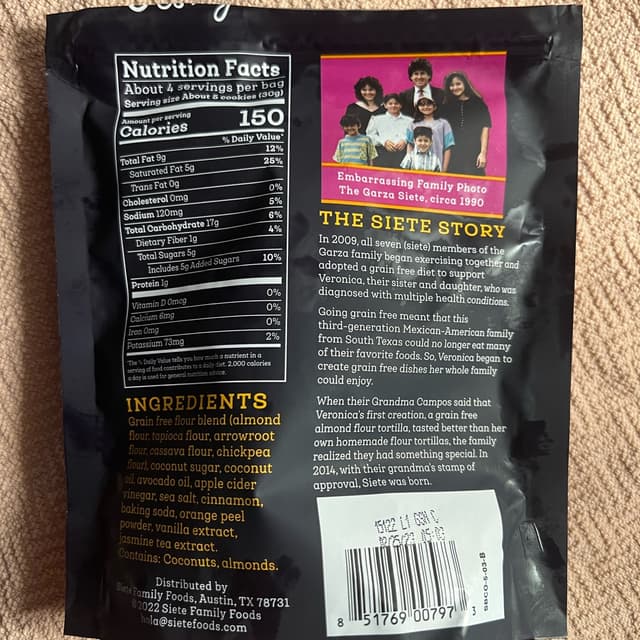 Nutrition Facts
About 4 servings per bag
Serving size About 5 cookies (30g)
Amount per serving
Calories 150
% Daily Value*
Total Fat 9g 12%
Saturated Fat 5g 25%
Trans Fat 0g
Cholesterol 0mg 0%
Sodium 120mg 5%
Total Carbohydrate 17g 6%
Dietary Fiber 1g 4%
Total Sugars 5g
Includes 5g Added Sugars 10%
Protein 1g
Vitamin D 0mcg 0%
Calcium 6mg 0%
Iron 0mg 0%
Potassium 73mg 2%
*The % Daily Value tells you how much a nutrient in a
serving of food contributes to a daily diet. 2,000 calories
a day is used for general nutrition advice.
INGREDIENTS
Grain free flour blend (almond
flour, tapioca flour, arrowroot
flour, cassava flour, chickpea
flour), coconut sugar, coconut
oil, avocado oil, apple cider
vinegar, sea salt, cinnamon,
baking soda, orange peel
powder, vanilla extract,
jasmine tea extract.
Contains: Coconuts, almonds.
Distributed by
Siete Family Foods, Austin, TX 78731
©2022 Siete Family Foods
hola@sietefoods.com
Embarrassing Family Photo
The Garza Siete, circa 1990
THE SIETE STORY
In 2009, all seven (siete) members of the
Garza family began exercising together and
adopted a grain free diet to support
Veronica, their sister and daughter, who was
diagnosed with multiple health conditions.
Going grain free meant that this
third-generation Mexican-American family
from South Texas could no longer eat many
of their favorite foods. So, Veronica began to
create grain free dishes her whole family
could enjoy.
When their Grandma Campos said that
Veronica's first creation, a grain free
almond flour tortilla, tasted better than her
own homemade flour tortillas, the family
realized they had something special. In
2014, with their grandma's stamp of
approval, Siete was born.
L1
05:03
8 51769 00797 3
SBCO-5-03-B